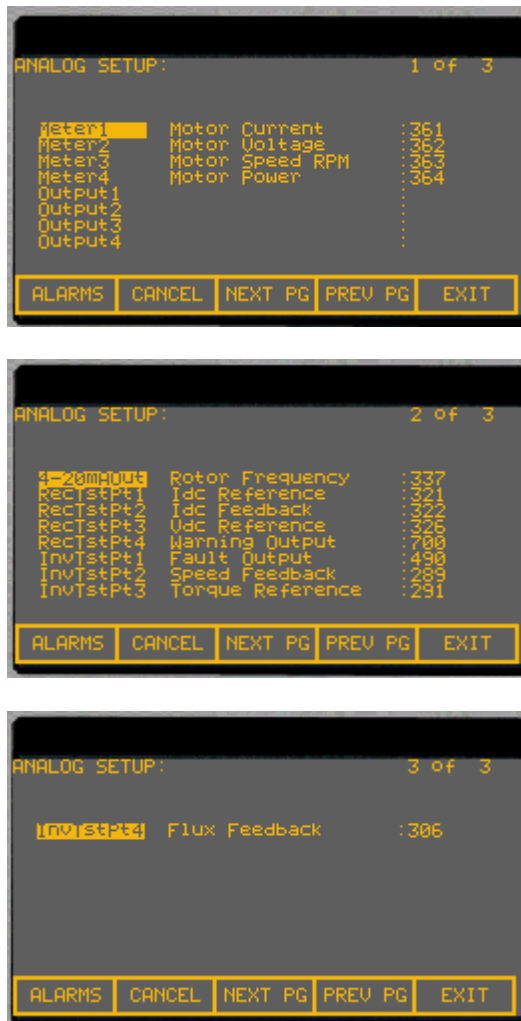 ANALOG SETUP: 1 of 3
Meter1 Motor Current :361
Meter2 Motor Voltage :362
Meter3 Motor Speed RPM :363
Meter4 Motor Power :364
Output1 :
Output2 :
Output3 :
Output4 :
ALARMS CANCEL NEXT PG PREV PG EXIT
ANALOG SETUP: 2 of 3
4-20mAOut Rotor Frequency :337
RecTstPt1 Idc Reference :321
RecTstPt2 Idc Feedback :322
RecTstPt3 Vdc Reference :326
RecTstPt4 Warning Output :700
InvTstPt1 Fault Output :490
InvTstPt2 Speed Feedback :289
InvTstPt3 Torque Reference :291
ALARMS CANCEL NEXT PG PREV PG EXIT
ANALOG SETUP: 3 of 3
InvTstPt4 Flux Feedback :306
ALARMS CANCEL NEXT PG PREV PG EXIT